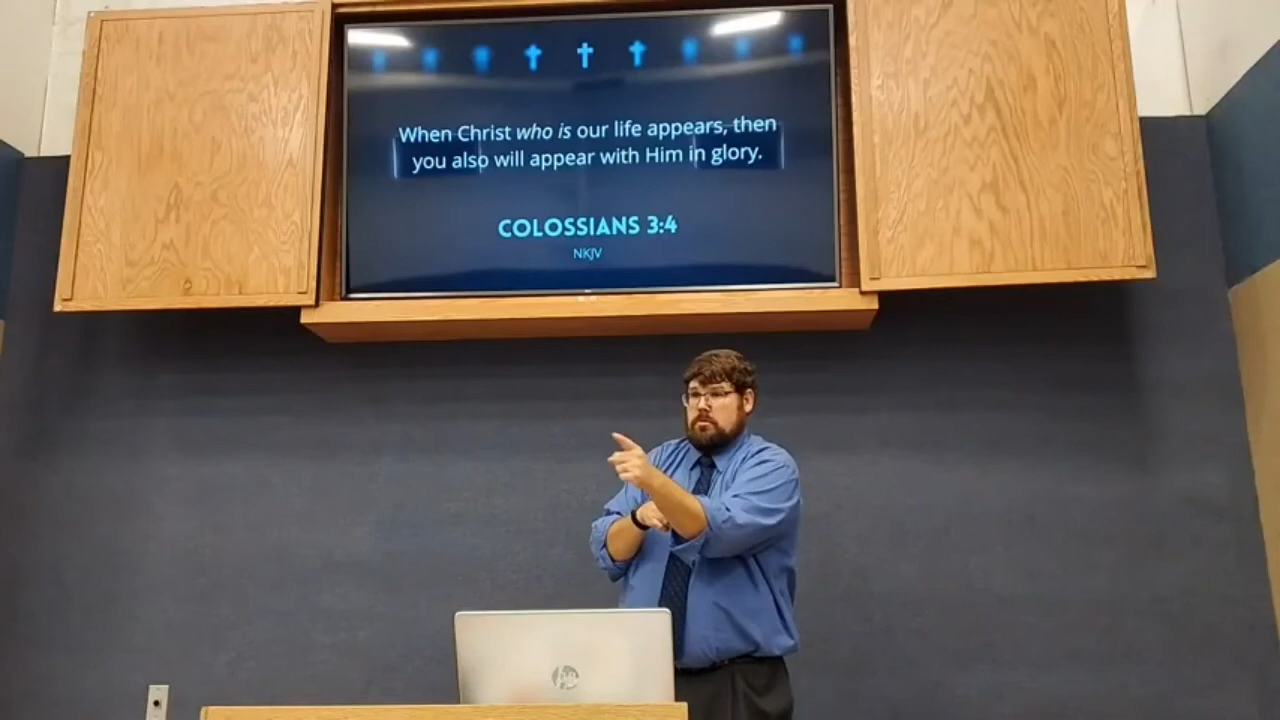 When Christ who is our life appears, then
you also will appear with Him in glory.
COLOSSIANS 3:4
NKJV
hp